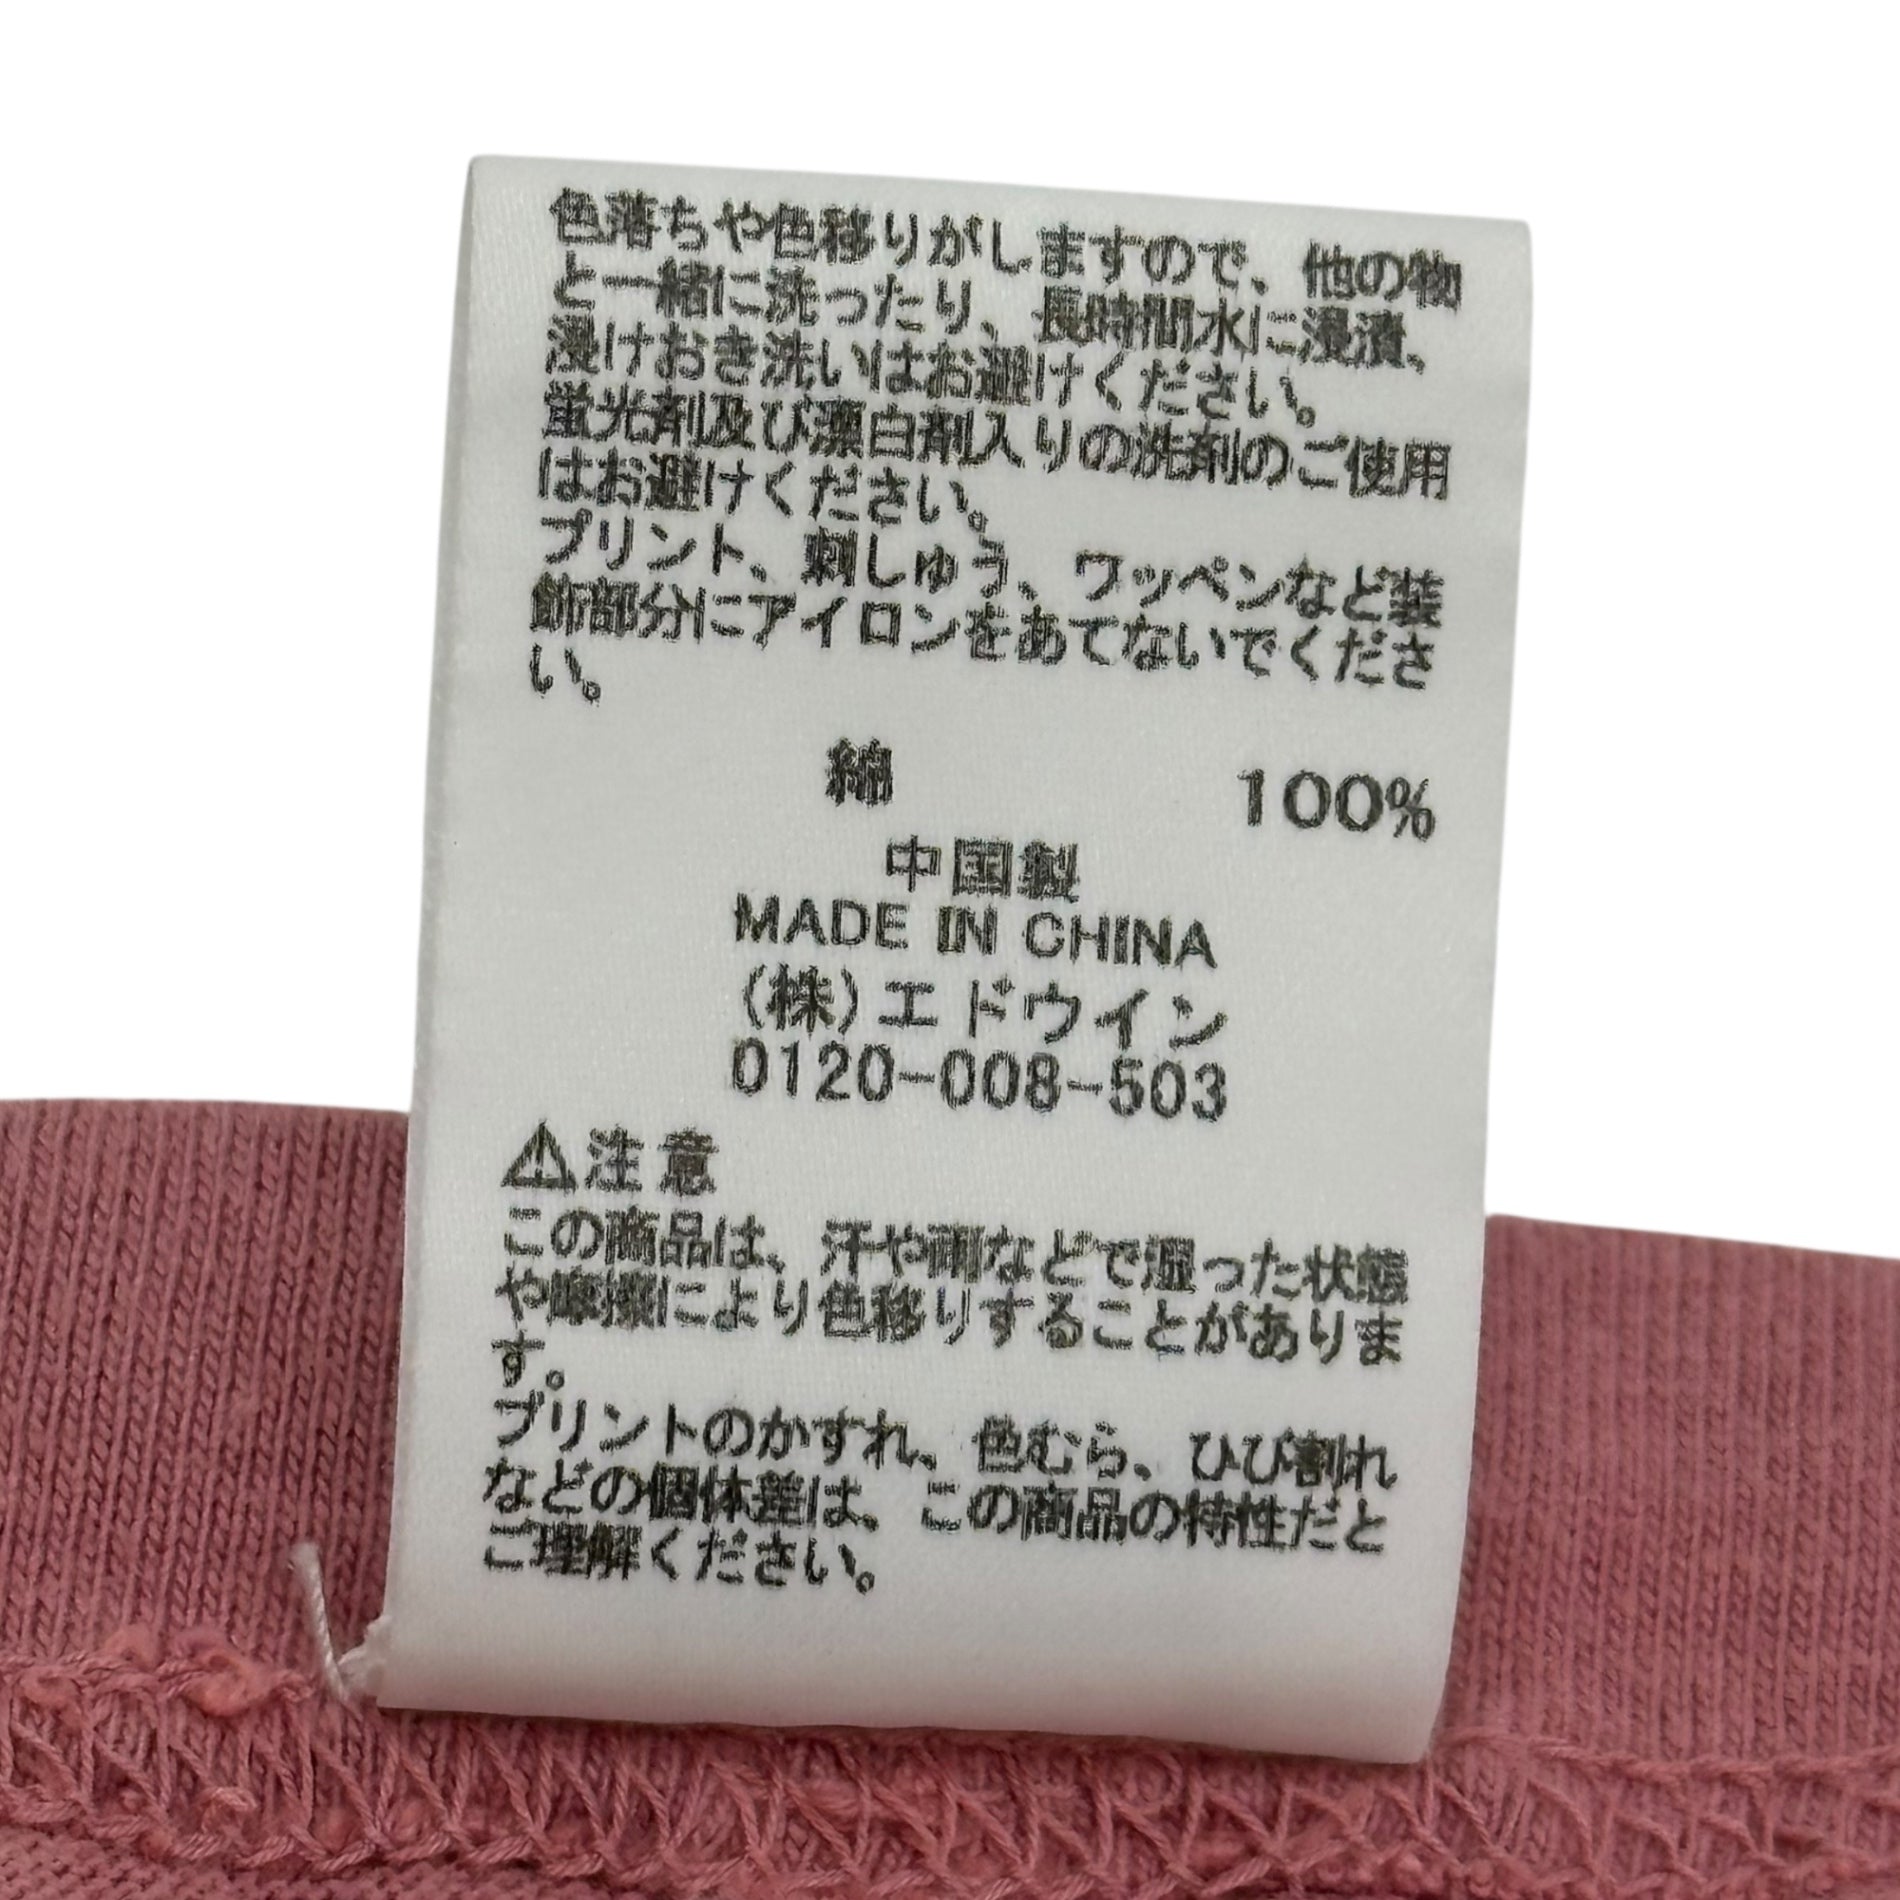 色落ちや色移りがしますので、他の物
と一緒に洗ったり、長時間水に浸漬、
浸けおき洗いはお避けください。
蛍光剤及び漂白剤入りの洗剤のご使用
はお避けください。
プリント、刺しゅう、ワッペンなど装
飾部分にアイロンをあてないでくださ
い。
綿 100%
中国製
MADE IN CHINA
(株)エドウイン
0120-008-503
⚠注意
この商品は、汗や雨などで湿った状態
や摩擦により色移りすることがありま
す。
プリントのかすれ、色むら、ひび割れ
などの個体差は、この商品の特性だと
ご理解ください。